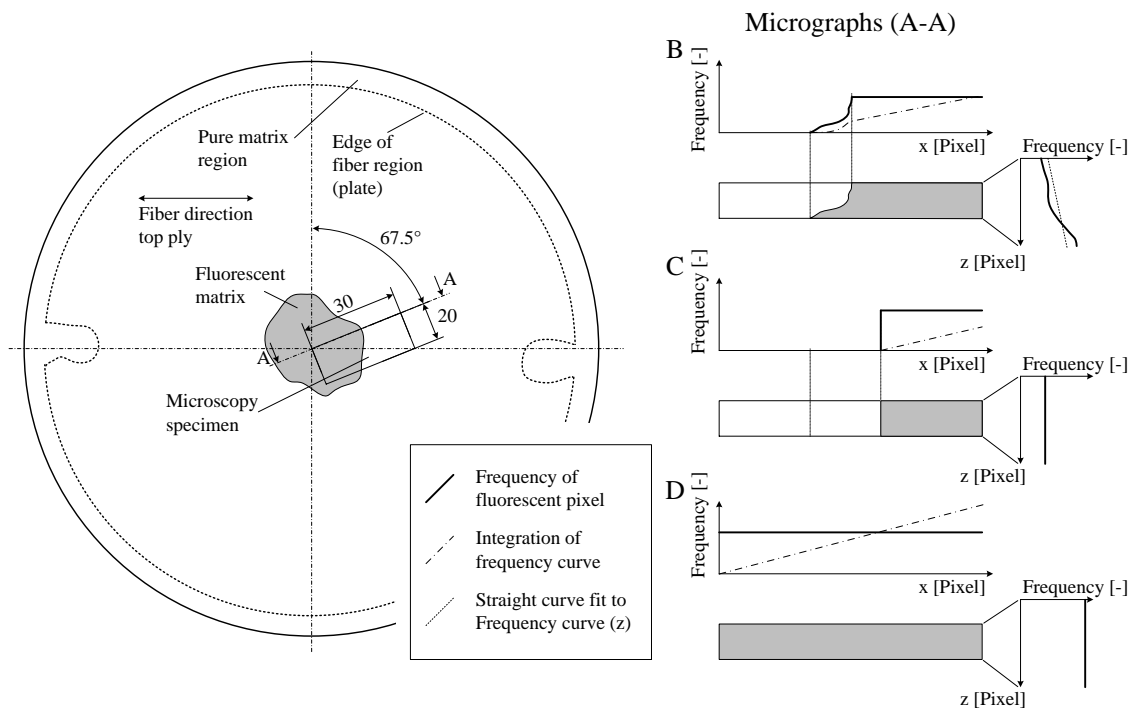 Micrographs (A-A)
Pure matrix
region
Edge of
fiber region
(plate)
Fiber direction
top ply
67.5°
Fluorescent
matrix
A
30
20
A
Microscopy
specimen
Frequency of
fluorescent pixel
Integration of
frequency curve
Straight curve fit to
Frequency curve (z)
B
Frequency [-]
x [Pixel]
Frequency [-]
z [Pixel]
C
Frequency [-]
x [Pixel]
Frequency [-]
z [Pixel]
D
Frequency [-]
x [Pixel]
Frequency [-]
z [Pixel]